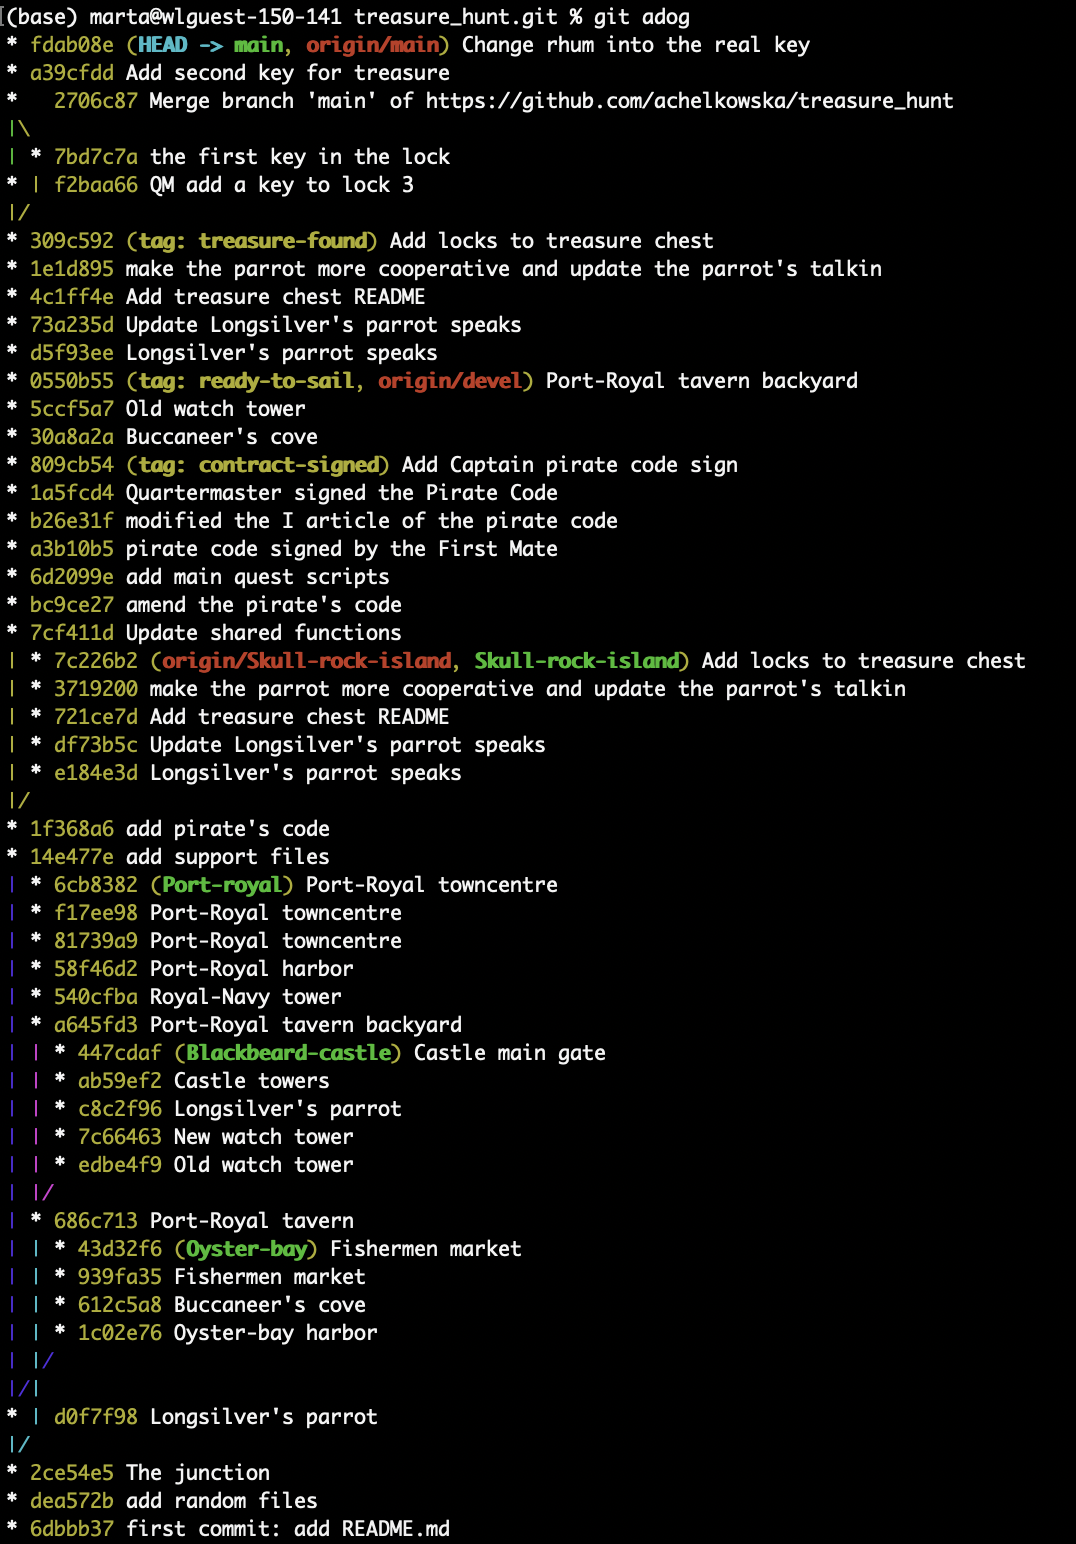 (base) marta@wlguest-150-141 treasure_hunt.git % git adog
* fdab08e (HEAD -> main, origin/main) Change rhum into the real key
* a39cfdd Add second key for treasure
*   2706c87 Merge branch 'main' of https://github.com/achelkowska/treasure_hunt
|\
| * 7bd7c7a the first key in the lock
* | f2baa66 QM add a key to lock 3
|/
* 309c592 (tag: treasure-found) Add locks to treasure chest
* 1e1d895 make the parrot more cooperative and update the parrot's talkin
* 4c1ff4e Add treasure chest README
* 73a235d Update Longsilver's parrot speaks
* d5f93ee Longsilver's parrot speaks
* 0550b55 (tag: ready-to-sail, origin/devel) Port-Royal tavern backyard
* 5ccf5a7 Old watch tower
* 30a8a2a Buccaneer's cove
* 809cb54 (tag: contract-signed) Add Captain pirate code sign
* 1a5fcd4 Quartermaster signed the Pirate Code
* b26e31f modified the I article of the pirate code
* a3b10b5 pirate code signed by the First Mate
* 6d2099e add main quest scripts
* bc9ce27 amend the pirate's code
* 7cf411d Update shared functions
| * 7c226b2 (origin/Skull-rock-island, Skull-rock-island) Add locks to treasure chest
| * 3719200 make the parrot more cooperative and update the parrot's talkin
| * 721ce7d Add treasure chest README
| * df73b5c Update Longsilver's parrot speaks
| * e184e3d Longsilver's parrot speaks
|/
* 1f368a6 add pirate's code
* 14e477e add support files
| * 6cb8382 (Port-royal) Port-Royal towncentre
| * f17ee98 Port-Royal towncentre
| * 81739a9 Port-Royal towncentre
| * 58f46d2 Port-Royal harbor
| * 540cfba Royal-Navy tower
| * a645fd3 Port-Royal tavern backyard
| | * 447cdaf (Blackbeard-castle) Castle main gate
| | * ab59ef2 Castle towers
| | * c8c2f96 Longsilver's parrot
| | * 7c66463 New watch tower
| | * edbe4f9 Old watch tower
| |/
| * 686c713 Port-Royal tavern
| | * 43d32f6 (Oyster-bay) Fishermen market
| | * 939fa35 Fishermen market
| | * 612c5a8 Buccaneer's cove
| | * 1c02e76 Oyster-bay harbor
| |/
|/|
* | d0f7f98 Longsilver's parrot
|/
* 2ce54e5 The junction
* dea572b add random files
* 6dbbb37 first commit: add README.md